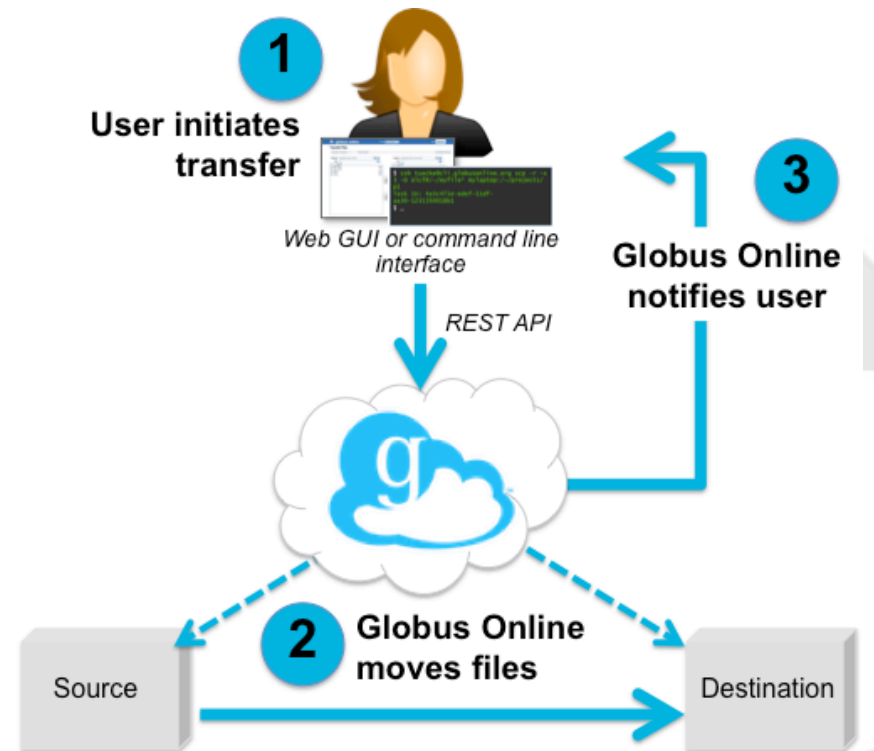 1
User initiates
transfer
Web GUI or command line
interface
REST API
3
Globus Online
notifies user
g
2
Globus Online
moves files
Source
Destination